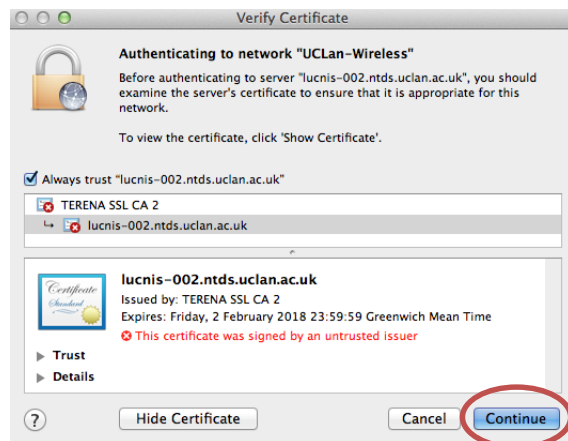 Verify Certificate
Authenticating to network "UCLan-Wireless"
Before authenticating to server "lucnis-002.ntds.uclan.ac.uk", you should
examine the server's certificate to ensure that it is appropriate for this
network.
To view the certificate, click 'Show Certificate'.
Always trust "lucnis-002.ntds.uclan.ac.uk"
TERENA SSL CA 2
lucnis-002.ntds.uclan.ac.uk
Certificate
Standard
lucnis-002.ntds.uclan.ac.uk
Issued by: TERENA SSL CA 2
Expires: Friday, 2 February 2018 23:59:59 Greenwich Mean Time
This certificate was signed by an untrusted issuer
Trust
Details
? Hide Certificate Cancel Continue